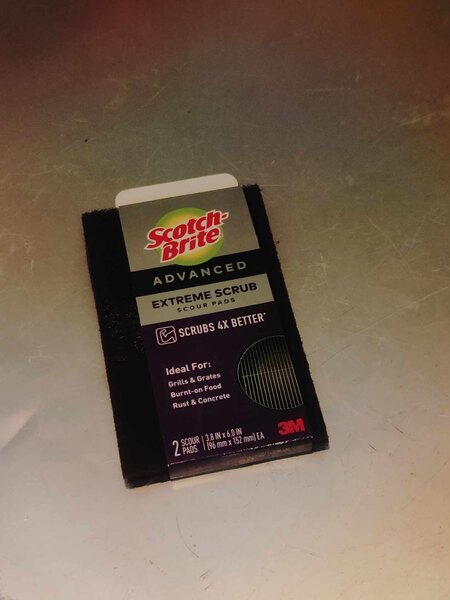 Scotch-
Brite
ADVANCED
EXTREME SCRUB
SCOUR PADS
SCRUBS 4X BETTER*
Ideal For:
Grills & Grates
Burnt-on Food
Rust & Concrete
2 SCOUR PADS
3.8 IN x 6.0 IN
(96 mm x 152 mm) EA
3M